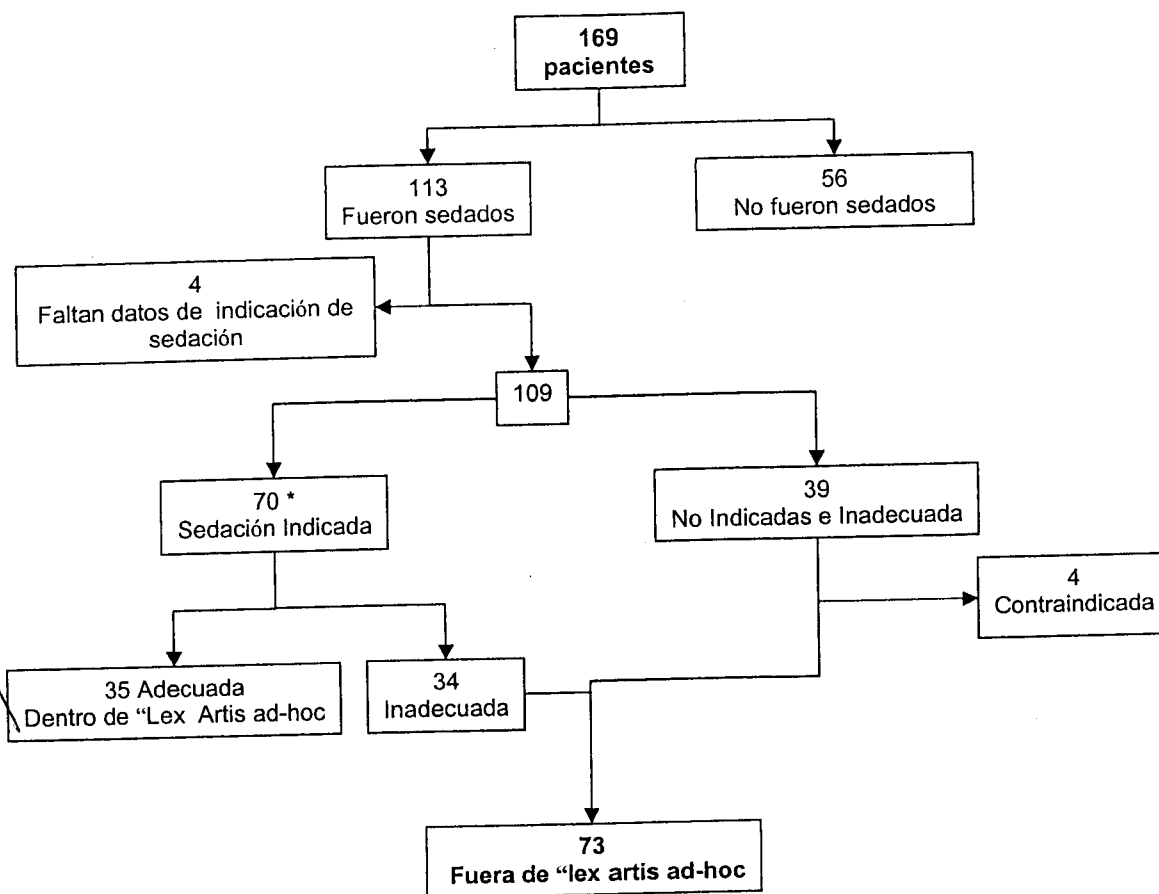 169
pacientes
113
Fueron sedados
56
No fueron sedados
4
Faltan datos de indicación de
sedación
109
70 *
Sedación Indicada
39
No Indicadas e Inadecuada
4
Contraindicada
35 Adecuada
Dentro de “Lex Artis ad-hoc
34
Inadecuada
73
Fuera de “lex artis ad-hoc